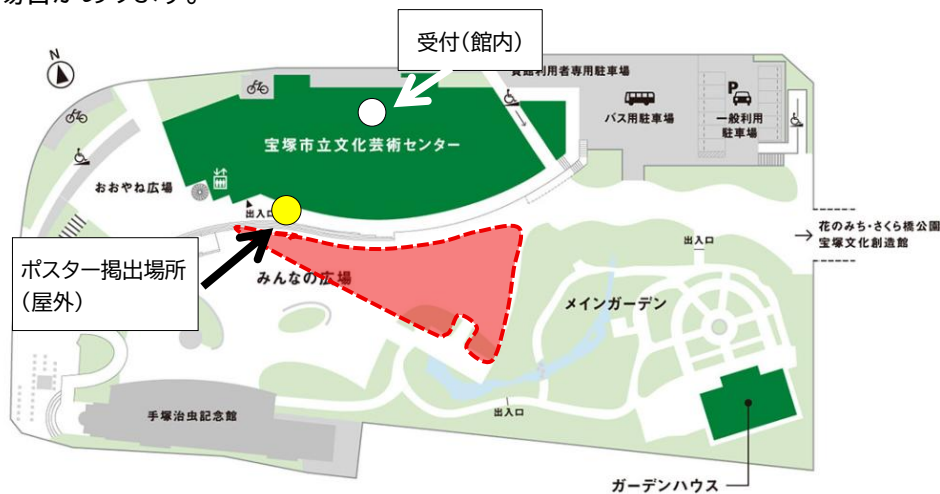 受付（館内）
N
貸館利用者専用駐車場
バス用駐車場
P
一般利用
駐車場
宝塚市立文化芸術センター
おおやね広場
出入口
花のみち・さくら橋公園
宝塚文化創造館
出入口
ポスター掲出場所
（屋外）
みんなの広場
メインガーデン
手塚治虫記念館
出入口
ガーデンハウス